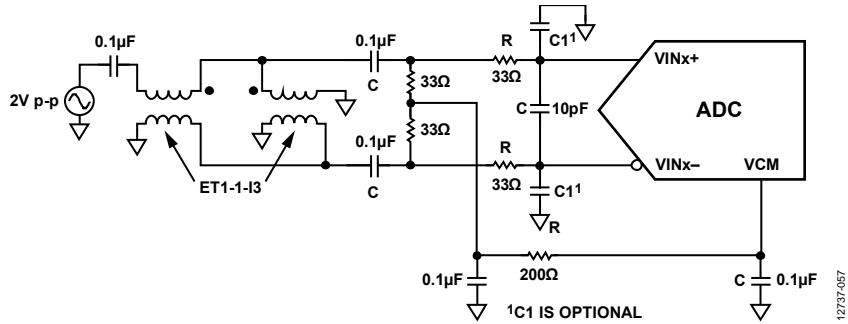 C1¹
0.1µF
0.1µF
R
VINx+
33Ω
C
33Ω
2V p-p
C
10pF
ADC
33Ω
0.1µF
R
VINx–
VCM
ET1-1-I3
C
33Ω
C1¹
R
0.1µF
200Ω
C
0.1µF
¹C1 IS OPTIONAL
12737-057